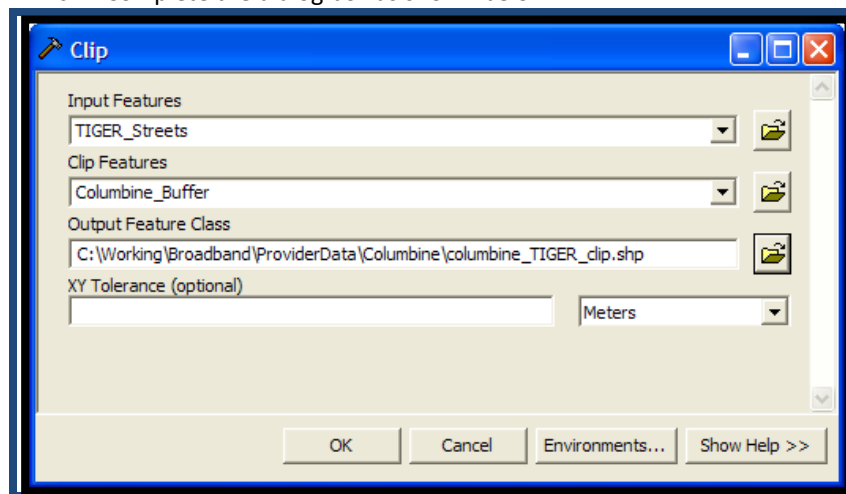 Clip
Input Features
TIGER_Streets
Clip Features
Columbine_Buffer
Output Feature Class
C:\Working\Broadband\ProviderData\Columbine\columbine_TIGER_clip.shp
XY Tolerance (optional)
Meters
OK Cancel Environments... Show Help >>